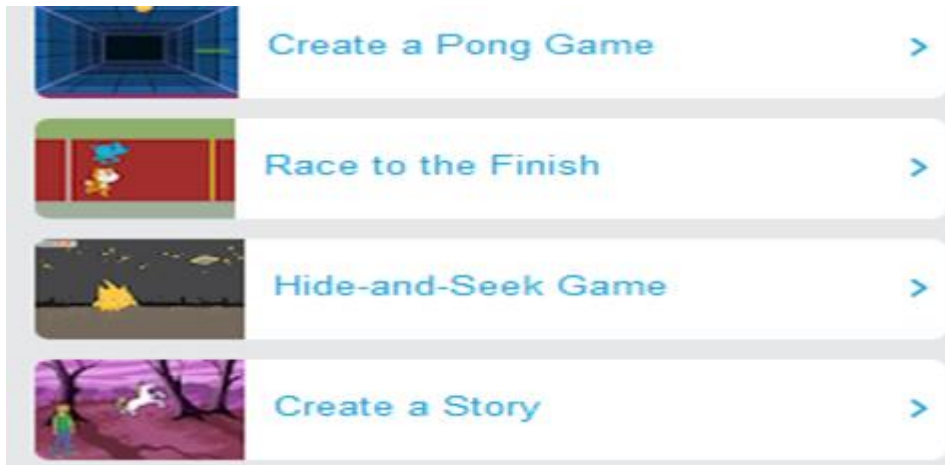 Create a Pong Game
Race to the Finish
Hide-and-Seek Game
Create a Story